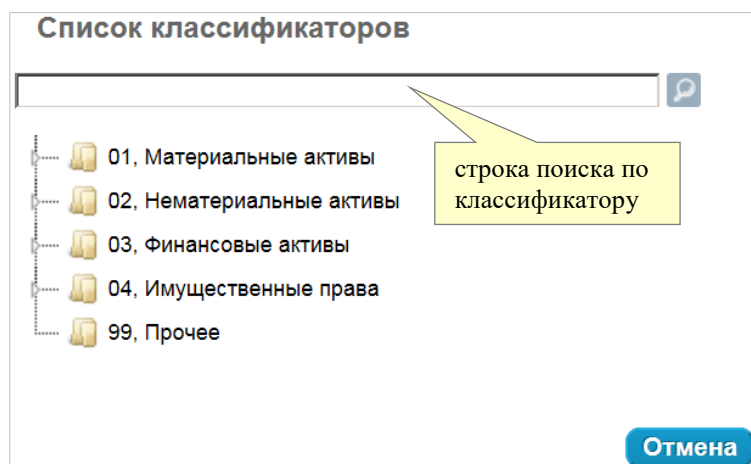 Список классификаторов
строка поиска по
классификатору
01, Материальные активы
02, Нематериальные активы
03, Финансовые активы
04, Имущественные права
99, Прочее
Отмена